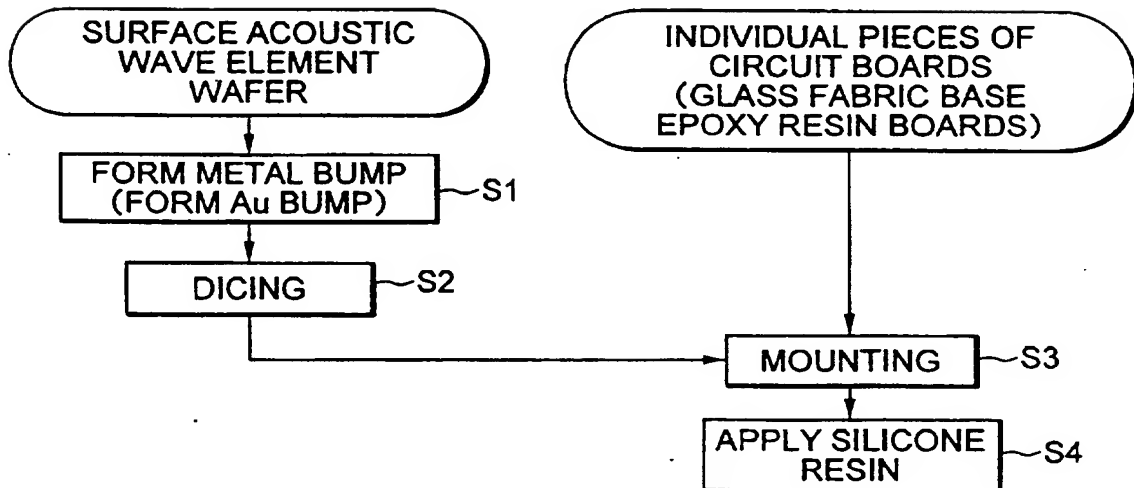 SURFACE ACOUSTIC
WAVE ELEMENT
WAFER
INDIVIDUAL PIECES OF
CIRCUIT BOARDS
(GLASS FABRIC BASE
EPOXY RESIN BOARDS)
FORM METAL BUMP
(FORM Au BUMP)
S1
DICING
S2
MOUNTING
S3
APPLY SILICONE
RESIN
S4